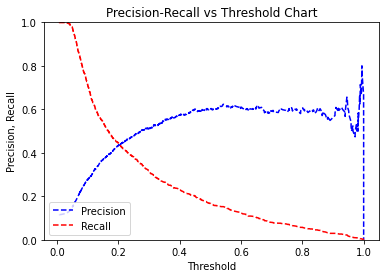 Precision-Recall vs Threshold Chart
Precision, Recall
1.0
0.8
0.6
0.4
0.2
0.0
Precision
Recall
0.0 0.2 0.4 0.6 0.8 1.0
Threshold